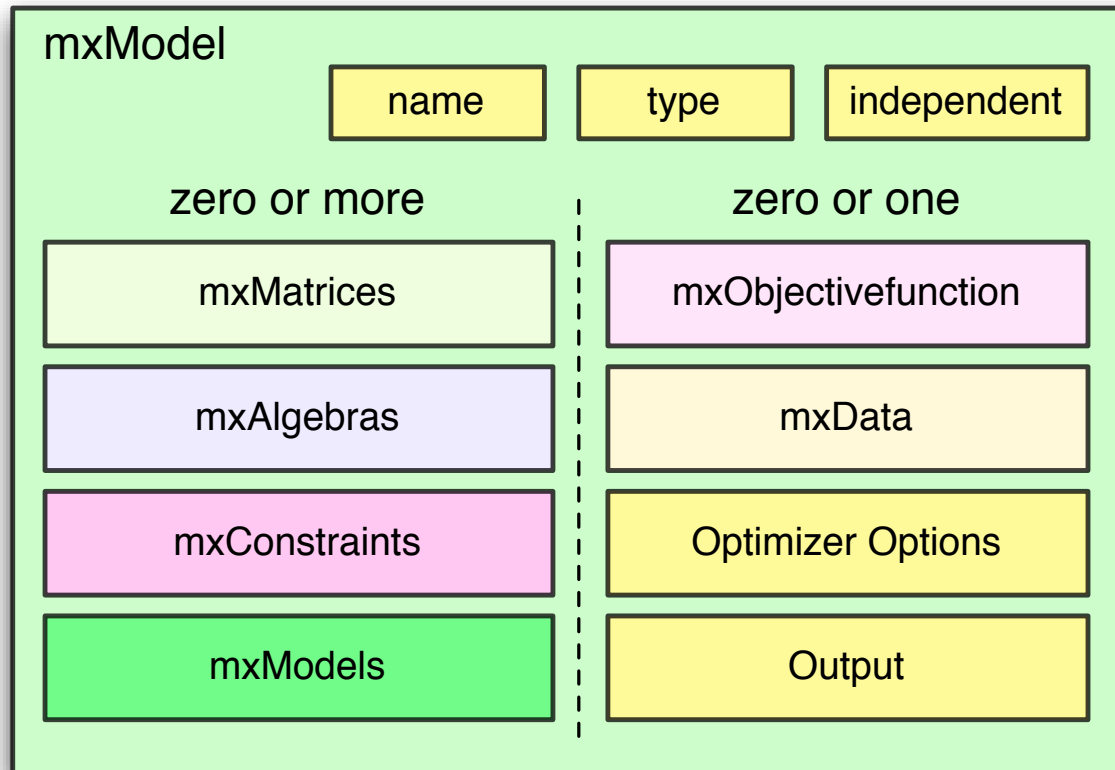 mxModel
name
type
independent
zero or more
zero or one
mxMatrices
mxObjectivefunction
mxAlgebras
mxData
mxConstraints
Optimizer Options
mxModels
Output